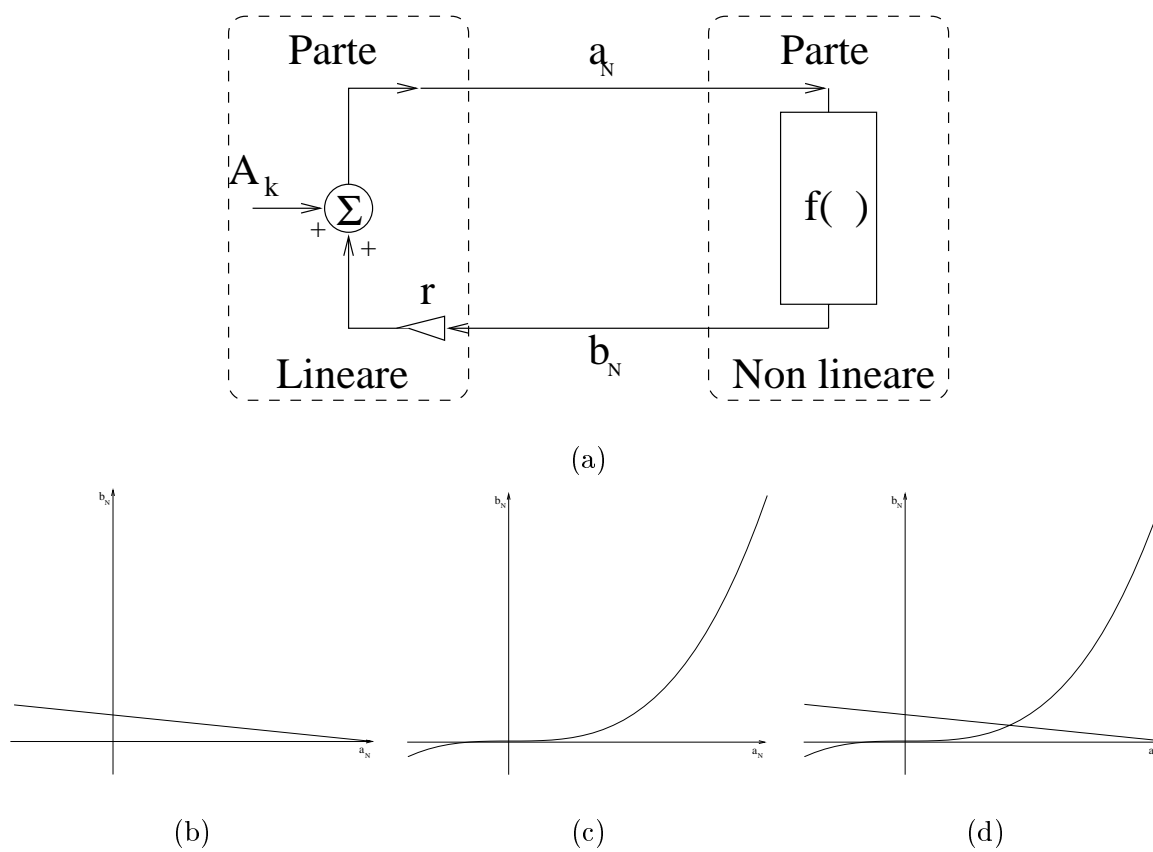 Parte
Parte
a_N
A_k
Σ
f( )
+
+
r
b_N
Lineare
Non lineare
(a)
b_N
b_N
b_N
a_N
a_N
a
(b)
(c)
(d)